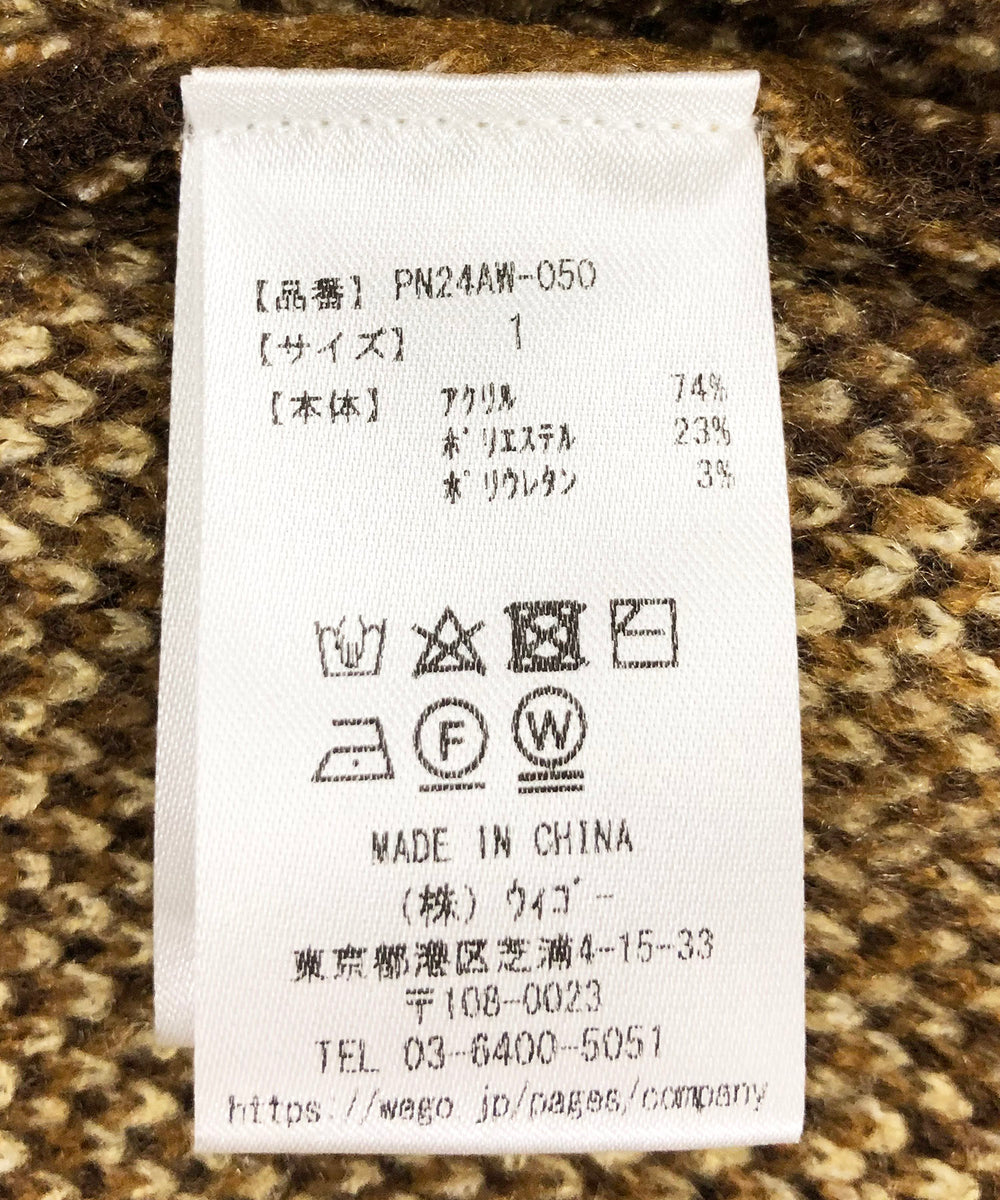 【品番】 PN24AW-050
【サイズ】 1
【本体】 ｱｸﾘﾙ 74%
ﾎﾟﾘｴｽﾃﾙ 23%
ﾎﾟﾘｳﾚﾀﾝ 3%
F W
MADE IN CHINA
(株) ｳｨｺﾞｰ
東京都港区芝浦4-15-33
〒108-0023
TEL 03-6400-5051
https://wego.jp/pages/company